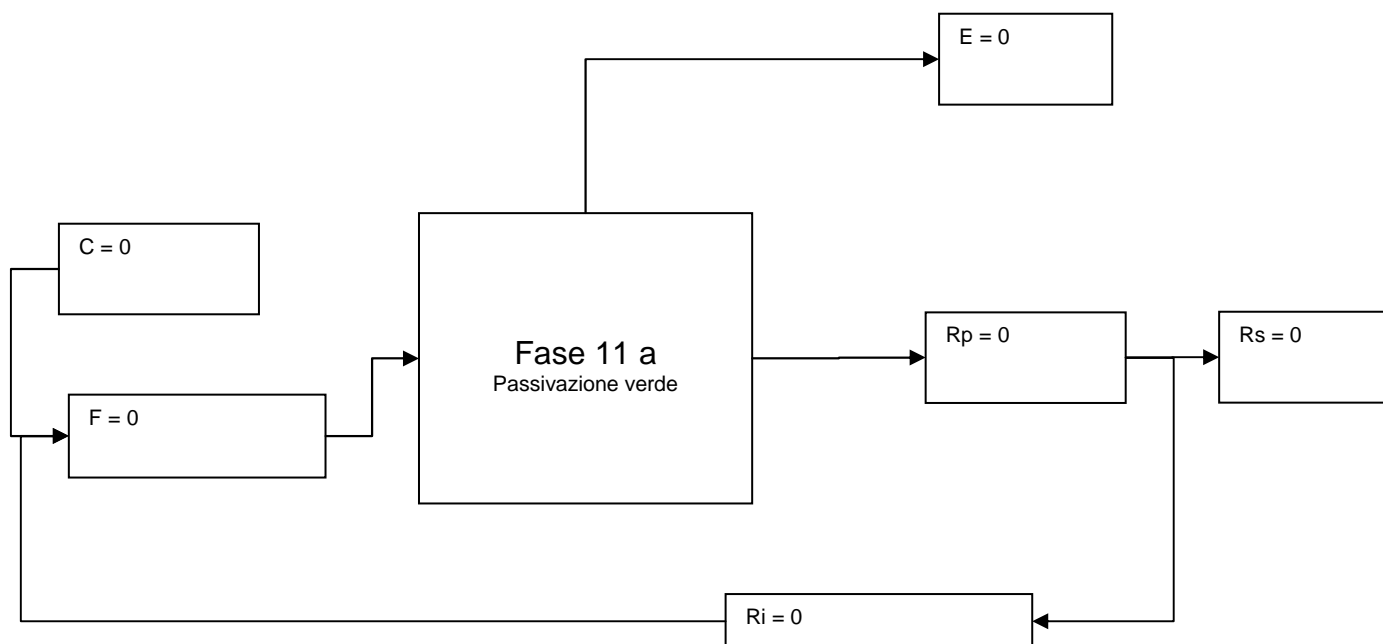 E = 0
C = 0
Fase 11 a
Passivazione verde
Rp = 0
Rs = 0
F = 0
Ri = 0